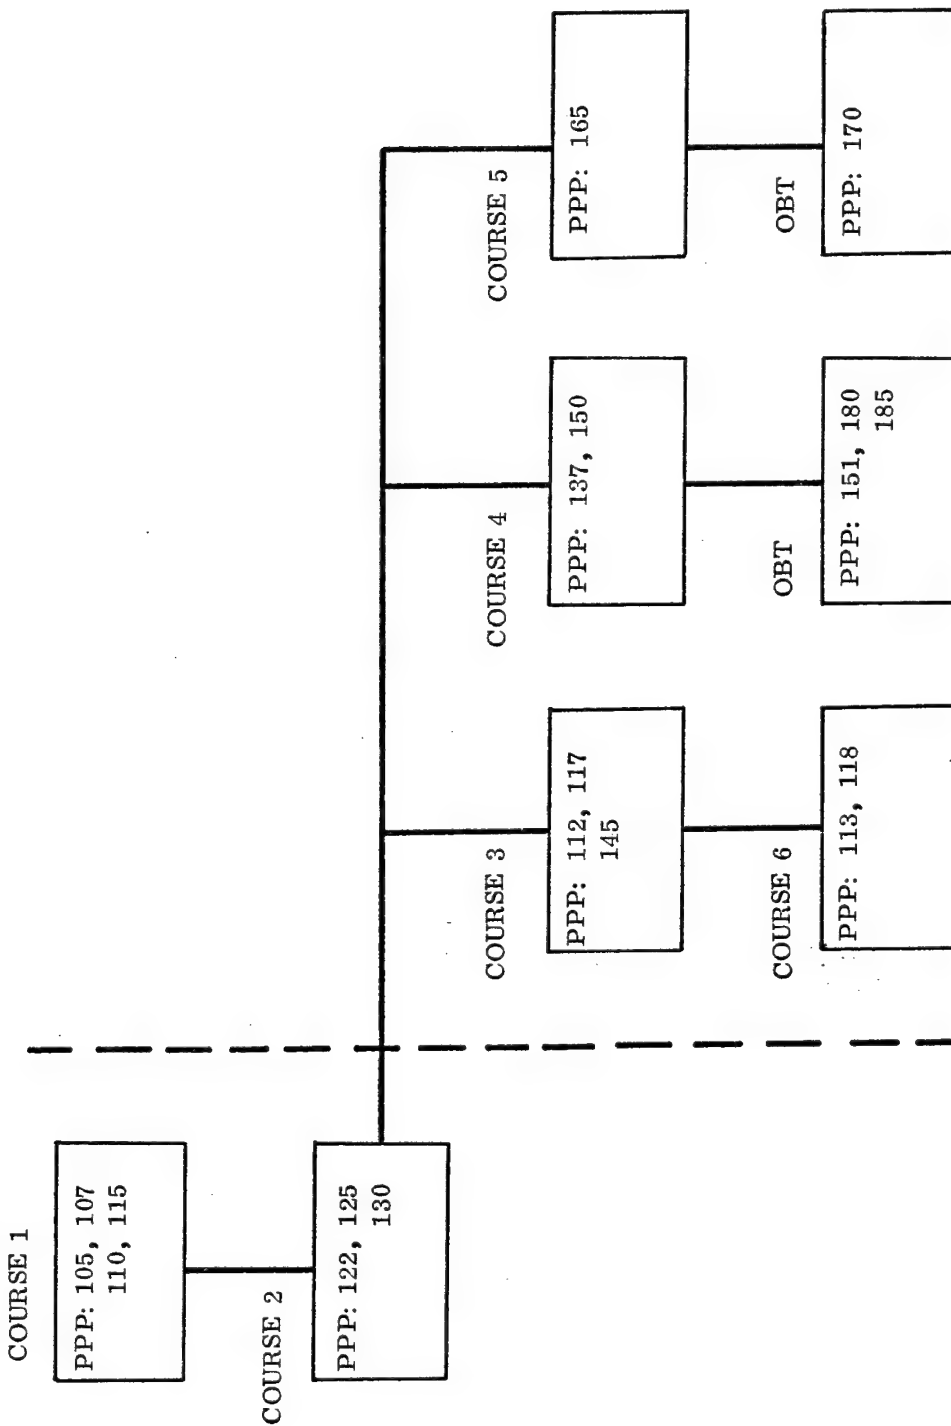 COURSE 1
PPP: 105, 107
110, 115
COURSE 2
PPP: 122, 125
130
COURSE 3
PPP: 112, 117
145
COURSE 6
PPP: 113, 118
COURSE 4
PPP: 137, 150
OBT
PPP: 151, 180
185
COURSE 5
PPP: 165
OBT
PPP: 170